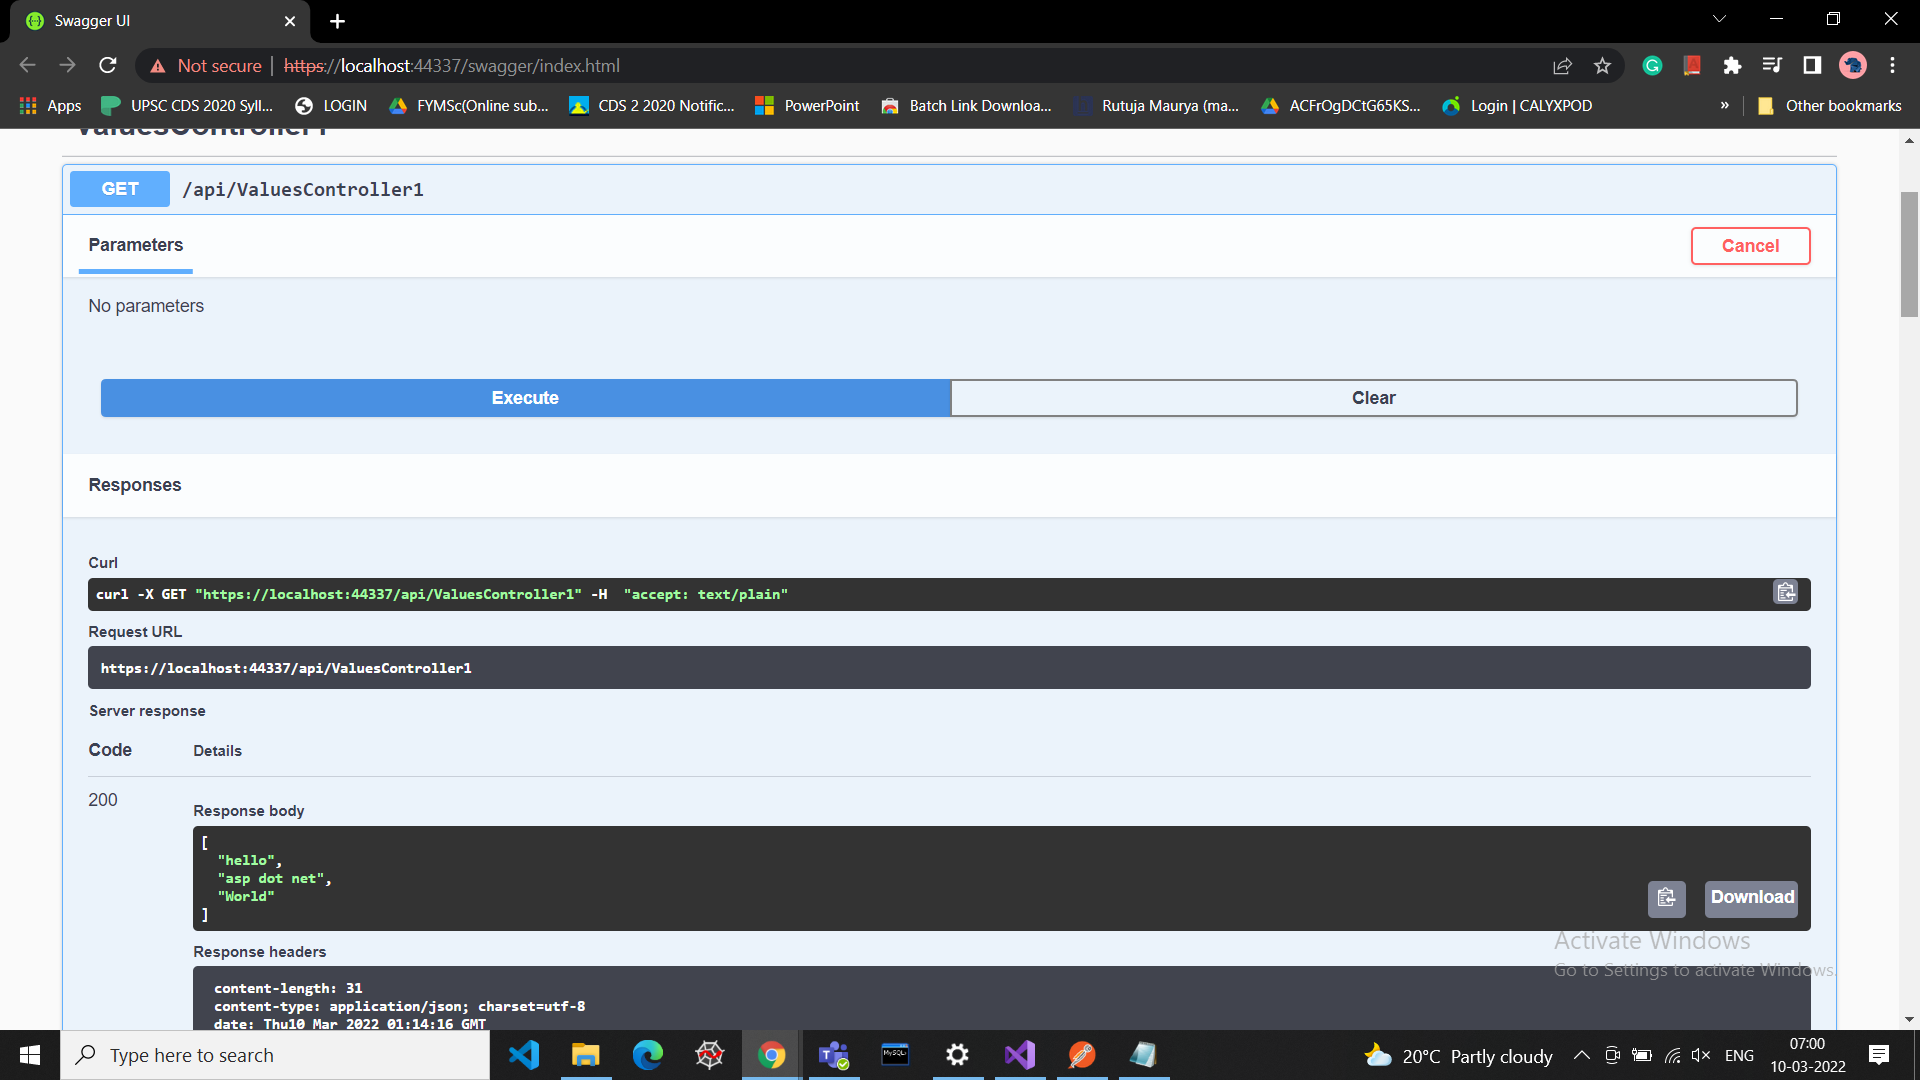 Swagger UI
Not secure
https://localhost:44337/swagger/index.html
Apps
UPSC CDS 2020 Syll...
LOGIN
FYMSc(Online sub...
CDS 2 2020 Notific...
PowerPoint
Batch Link Downloa...
Rutuja Maurya (ma...
ACFrOgDCtG65KS...
Login | CALYXPOD
»
Other bookmarks
ValuesController1
GET /api/ValuesController1
Parameters
Cancel
No parameters
Execute
Clear
Responses
Curl
curl -X GET "https://localhost:44337/api/ValuesController1" -H  "accept: text/plain"
Request URL
https://localhost:44337/api/ValuesController1
Server response
Code
Details
200
Response body
[
"hello",
"asp dot net",
"World"
]
Download
Activate Windows
Go to Settings to activate Windows.
Response headers
content-length: 31
content-type: application/json; charset=utf-8
date: Thu10 Mar 2022 01:14:16 GMT
Type here to search
MySQL
20°C Partly cloudy
ENG
07:00
10-03-2022